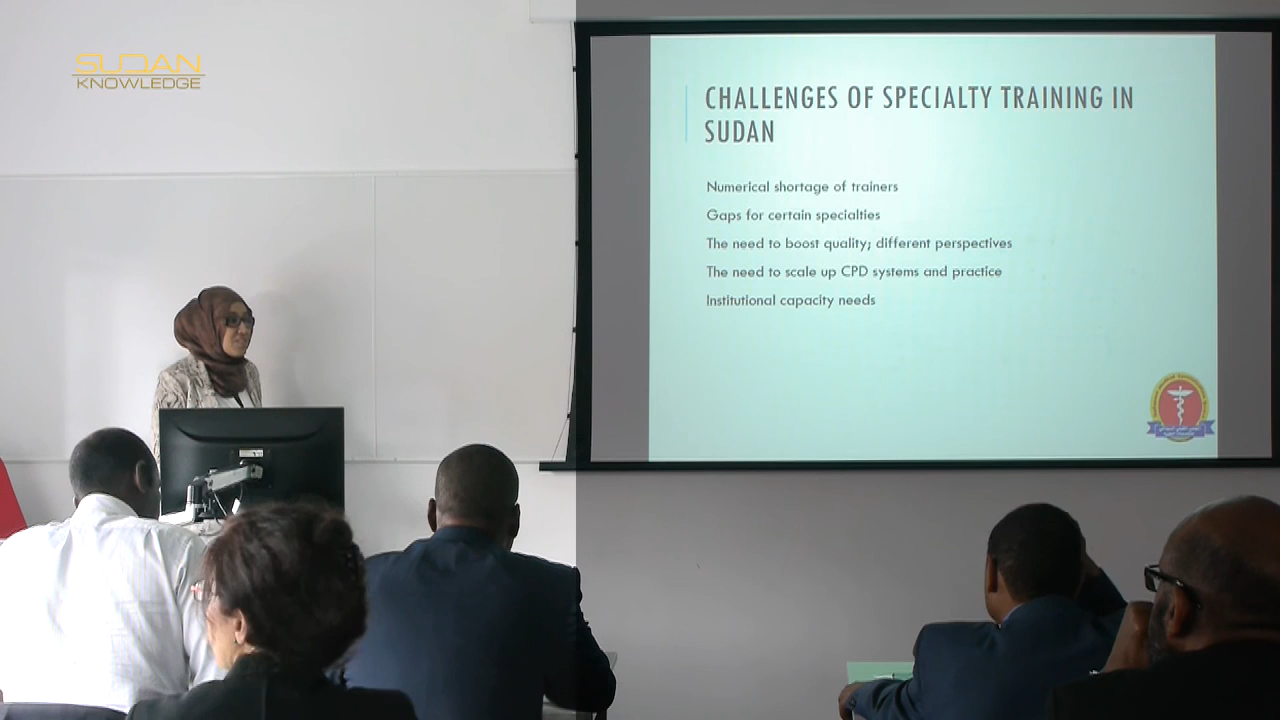 SUDAN
KNOWLEDGE
CHALLENGES OF SPECIALTY TRAINING IN
SUDAN
Numerical shortage of trainers
Gaps for certain specialties
The need to boost quality; different perspectives
The need to scale up CPD systems and practice
Institutional capacity needs